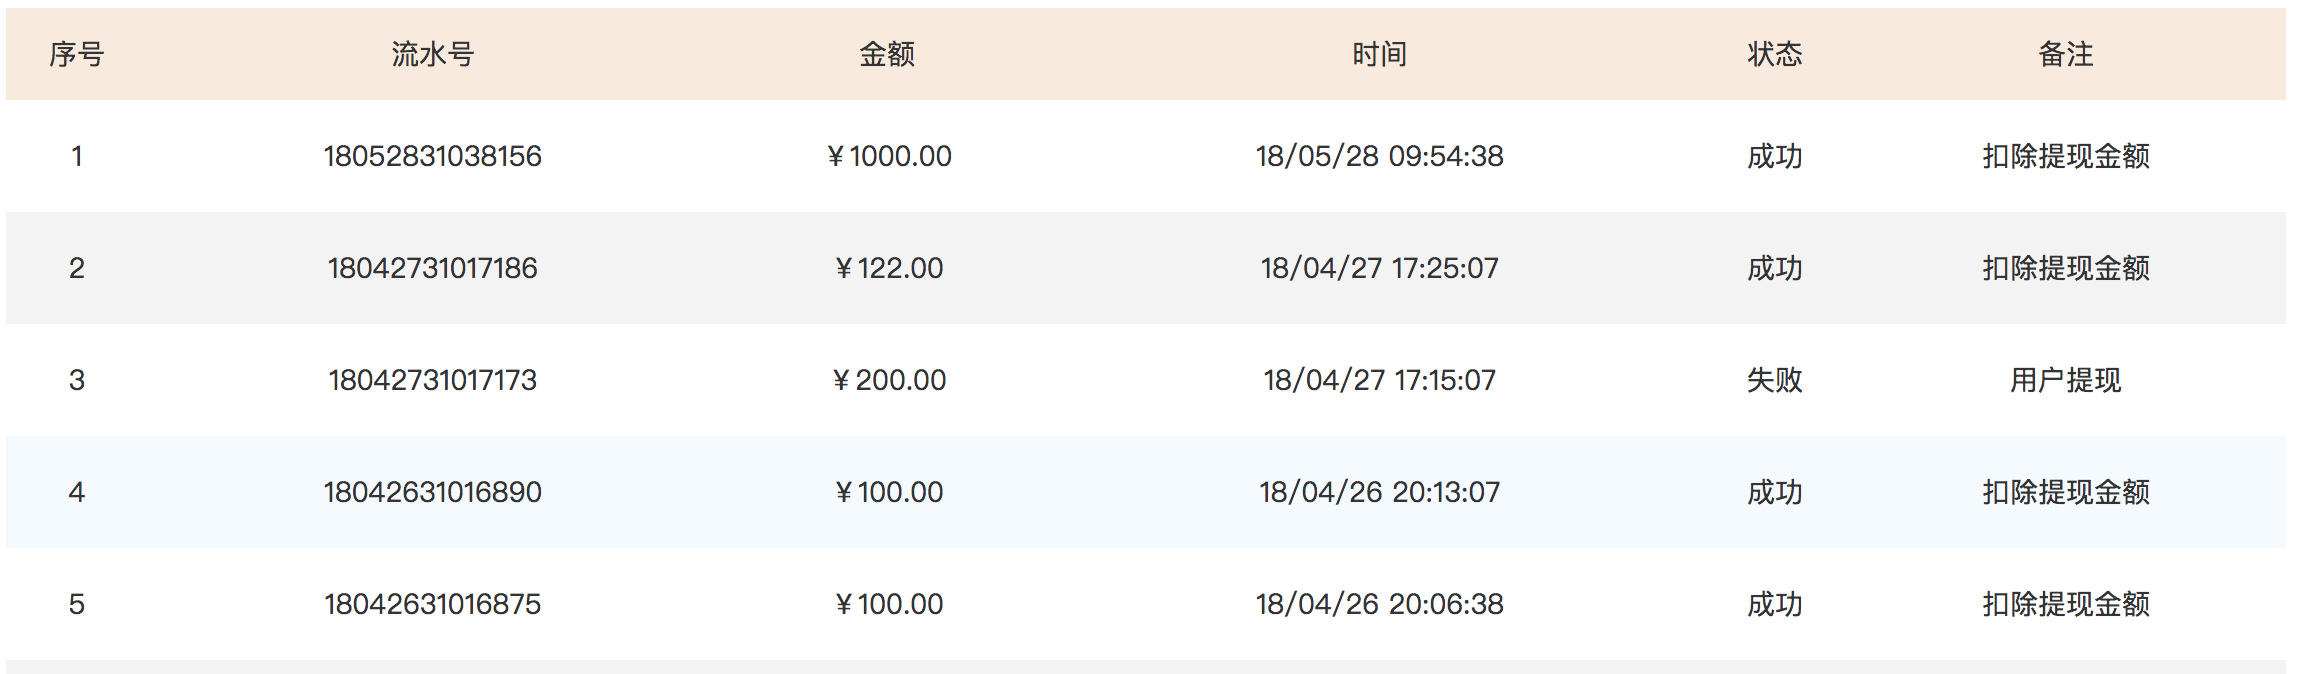 序号 流水号 金额 时间 状态 备注
1 18052831038156 ¥1000.00 18/05/28 09:54:38 成功 扣除提现金额
2 18042731017186 ¥122.00 18/04/27 17:25:07 成功 扣除提现金额
3 18042731017173 ¥200.00 18/04/27 17:15:07 失败 用户提现
4 18042631016890 ¥100.00 18/04/26 20:13:07 成功 扣除提现金额
5 18042631016875 ¥100.00 18/04/26 20:06:38 成功 扣除提现金额